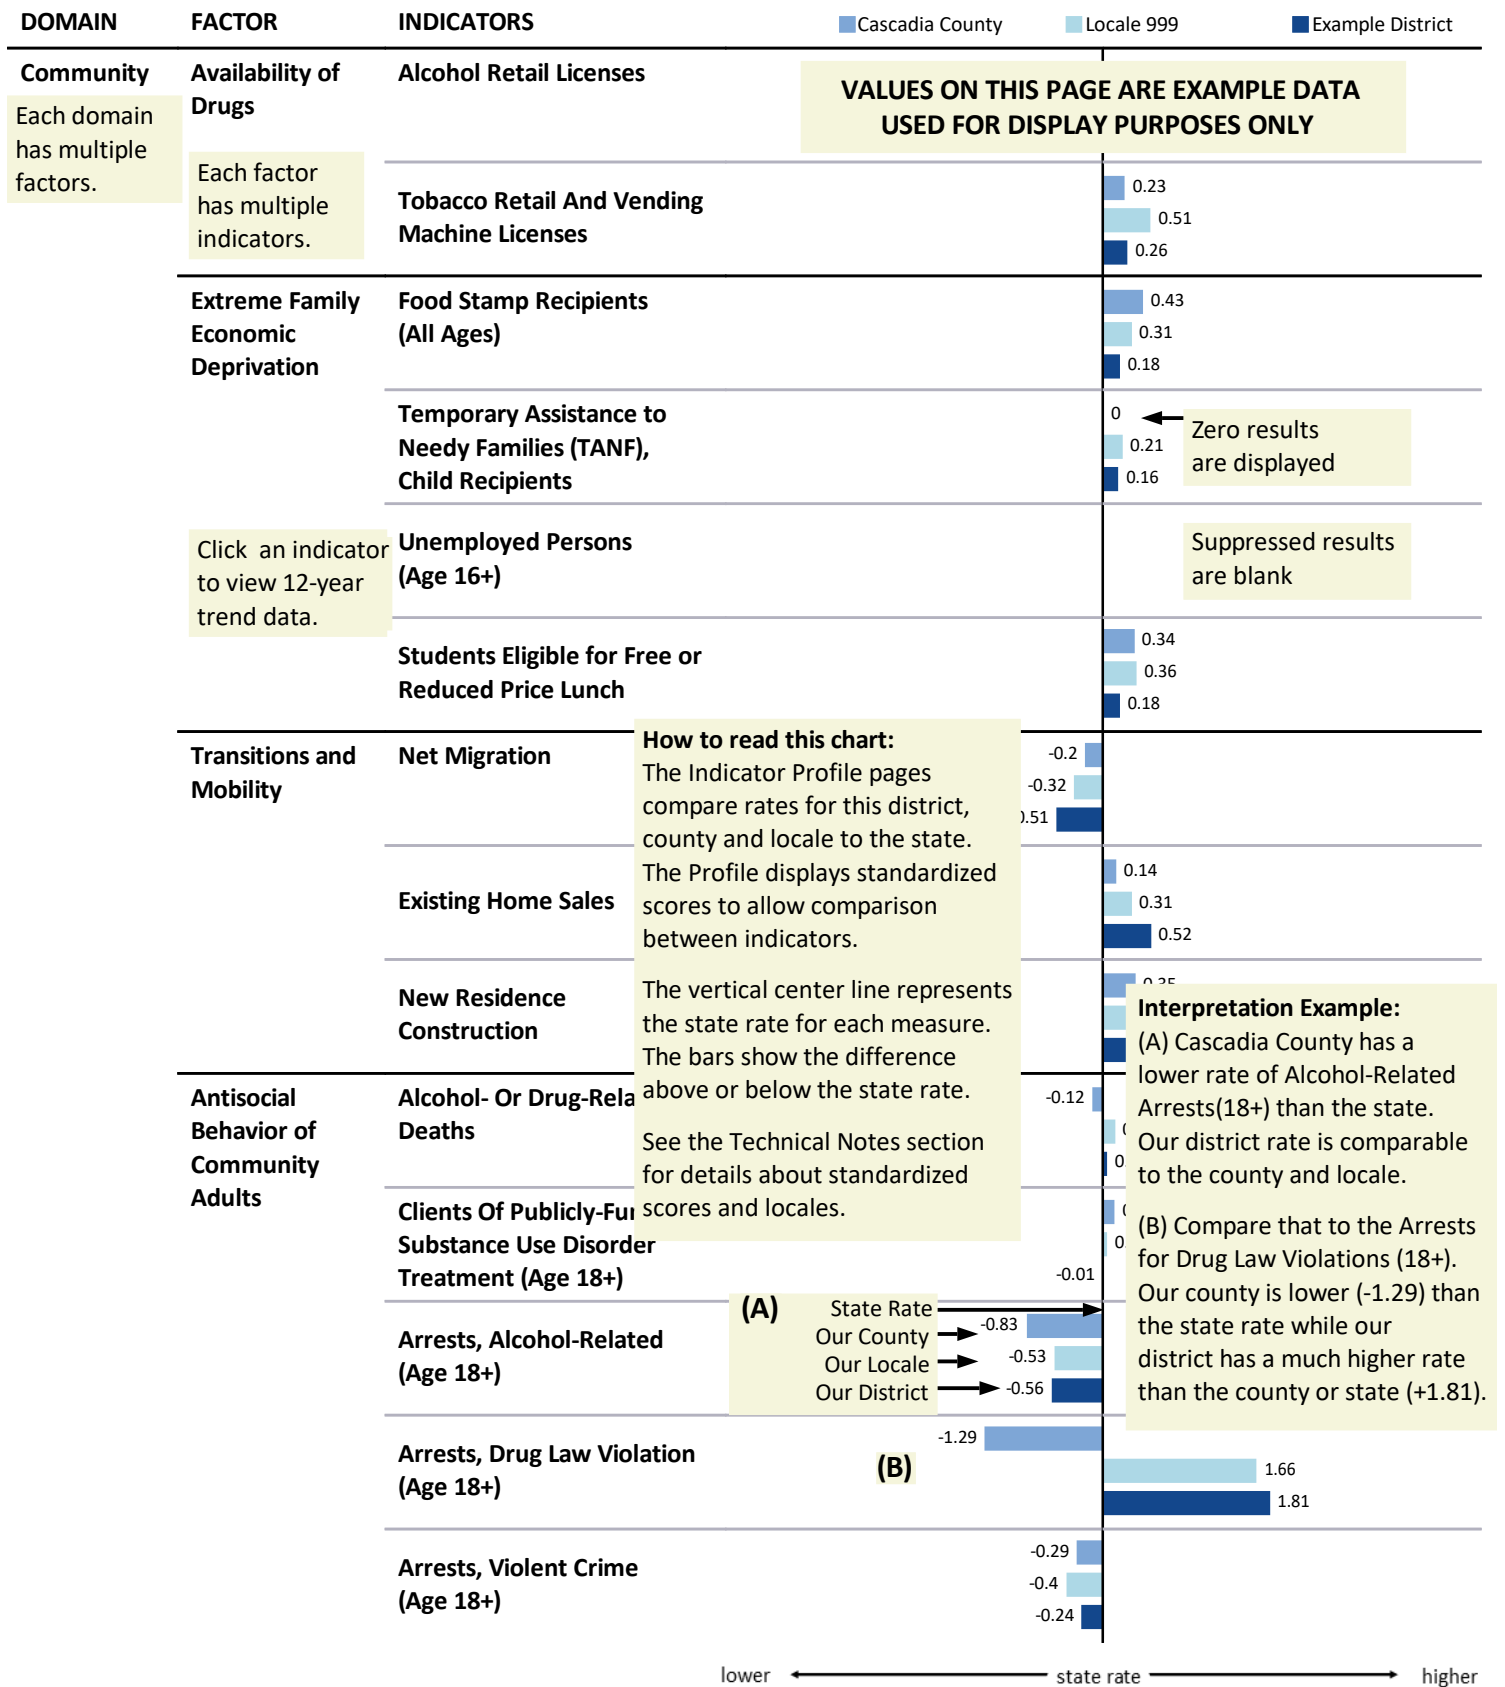 DOMAIN FACTOR INDICATORS Cascadia County Locale 999 Example District
Community Availability of Drugs Alcohol Retail Licenses
Each domain
has multiple
factors.
Each factor
has multiple
indicators.
VALUES ON THIS PAGE ARE EXAMPLE DATA
USED FOR DISPLAY PURPOSES ONLY
Tobacco Retail And Vending
Machine Licenses
0.23
0.51
0.26
Extreme Family
Economic
Deprivation
Food Stamp Recipients
(All Ages)
0.43
0.31
0.18
Temporary Assistance to
Needy Families (TANF),
Child Recipients
0
0.21
0.16
Zero results
are displayed
Click an indicator
to view 12-year
trend data.
Unemployed Persons
(Age 16+)
Suppressed results
are blank
Students Eligible for Free or
Reduced Price Lunch
0.34
0.36
0.18
Transitions and
Mobility
Net Migration
-0.2
-0.32
.51
Existing Home Sales
0.14
0.31
0.52
New Residence
Construction
How to read this chart:
The Indicator Profile pages
compare rates for this district,
county and locale to the state.
The Profile displays standardized
scores to allow comparison
between indicators.
The vertical center line represents
the state rate for each measure.
The bars show the difference
above or below the state rate.
See the Technical Notes section
for details about standardized
scores and locales.
Antisocial
Behavior of
Community
Adults
Alcohol- Or Drug-Rela
Deaths
-0.12
Clients Of Publicly-Fu
Substance Use Disorder
Treatment (Age 18+)
-0.01
Interpretation Example:
(A) Cascadia County has a
lower rate of Alcohol-Related
Arrests(18+) than the state.
Our district rate is comparable
to the county and locale.
(B) Compare that to the Arrests
for Drug Law Violations (18+).
Our county is lower (-1.29) than
the state rate while our
district has a much higher rate
than the county or state (+1.81).
Arrests, Alcohol-Related
(Age 18+)
(A) State Rate
Our County -0.83
Our Locale -0.53
Our District -0.56
Arrests, Drug Law Violation
(Age 18+)
(B)
-1.29
1.66
1.81
Arrests, Violent Crime
(Age 18+)
-0.29
-0.4
-0.24
lower state rate higher